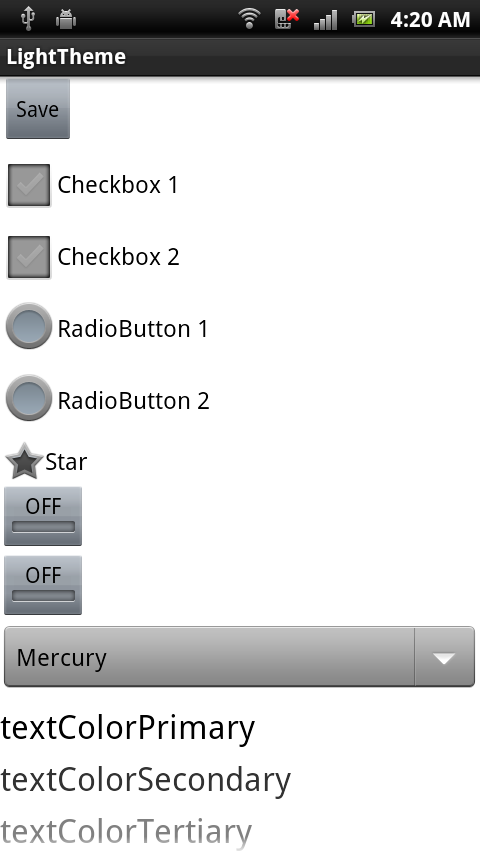 4:20 AM
LightTheme
Save
Checkbox 1
Checkbox 2
RadioButton 1
RadioButton 2
Star
OFF
OFF
Mercury
textColorPrimary
textColorSecondary
textColorTertiary